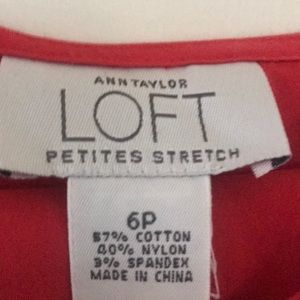 ANN TAYLOR
LOFT
PETITES STRETCH
6P
57% COTTON
40% NYLON
3% SPANDEX
MADE IN CHINA